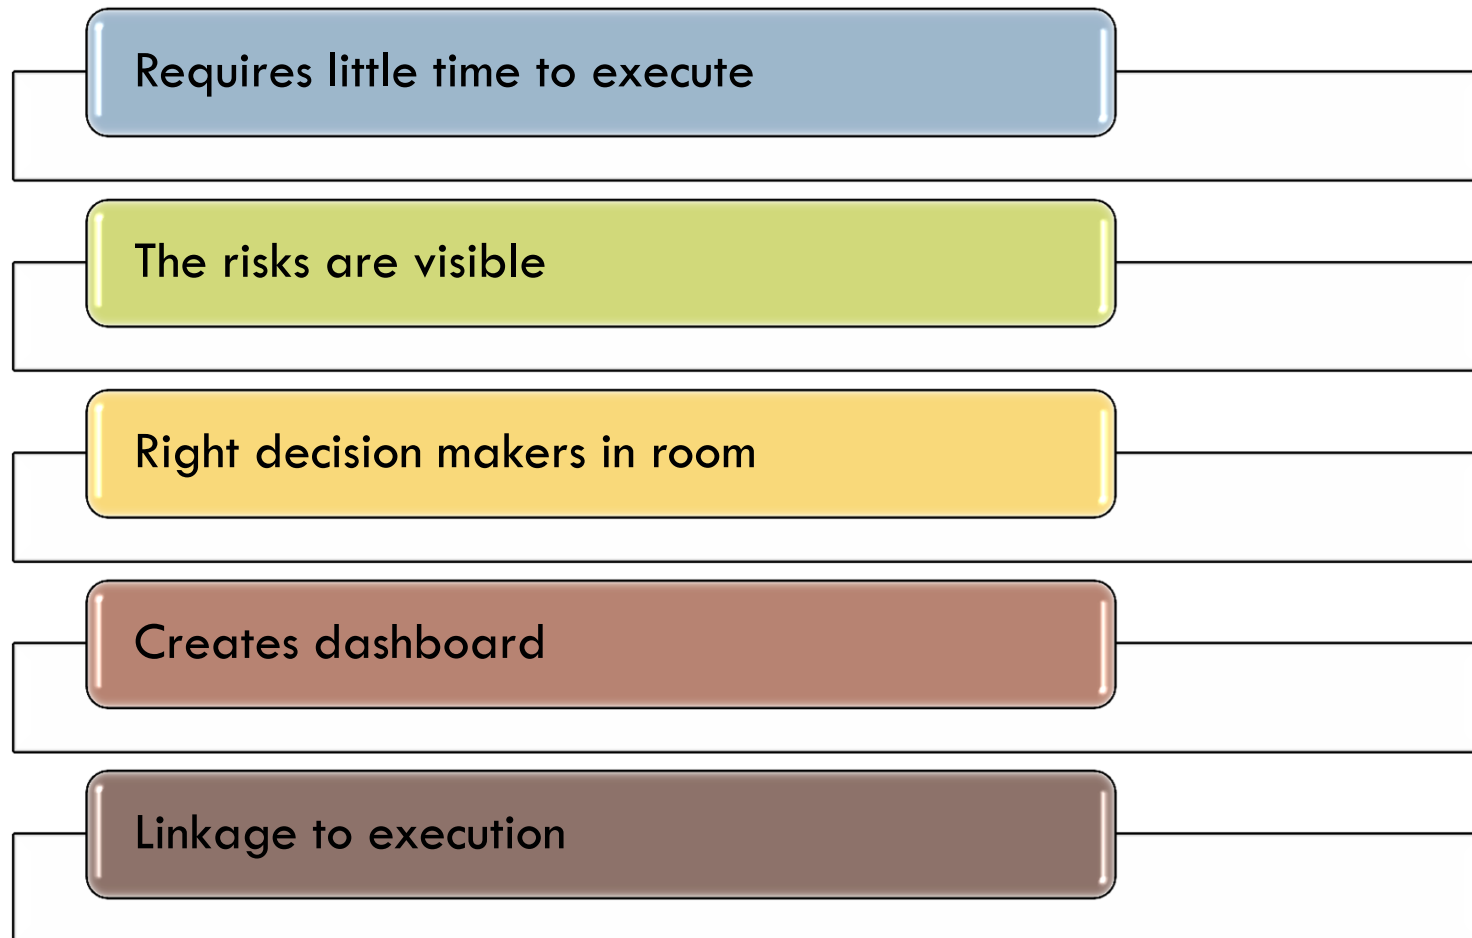 Requires little time to execute
The risks are visible
Right decision makers in room
Creates dashboard
Linkage to execution